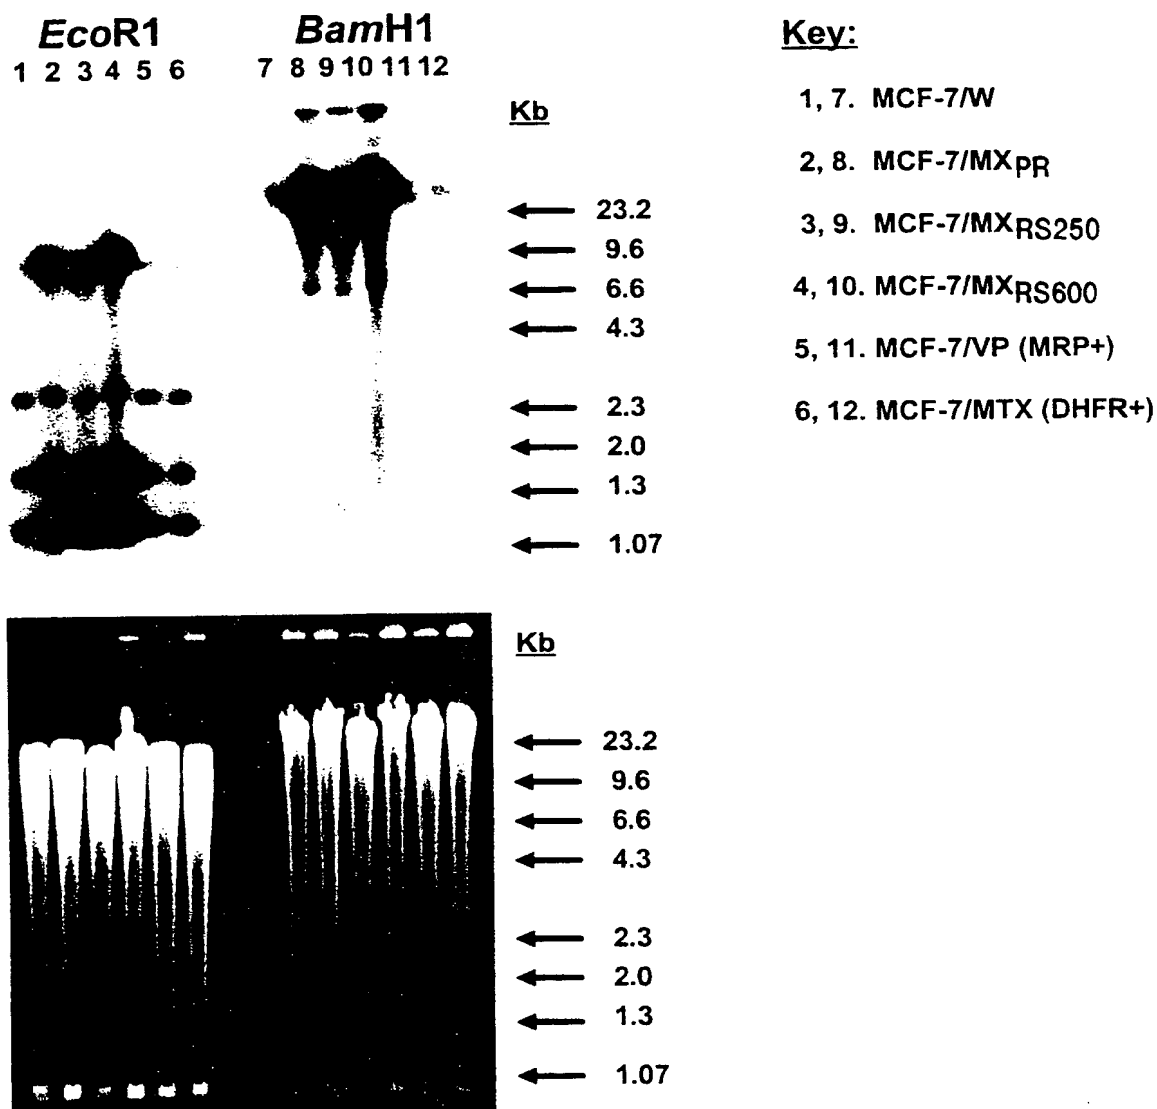 EcoR1 BamH1
1 2 3 4 5 6 7 8 9 10 11 12
Kb
23.2
9.6
6.6
4.3
2.3
2.0
1.3
1.07
Key:
1, 7. MCF-7/W
2, 8. MCF-7/MXPR
3, 9. MCF-7/MXRS250
4, 10. MCF-7/MXRS600
5, 11. MCF-7/VP (MRP+)
6, 12. MCF-7/MTX (DHFR+)
Kb
23.2
9.6
6.6
4.3
2.3
2.0
1.3
1.07